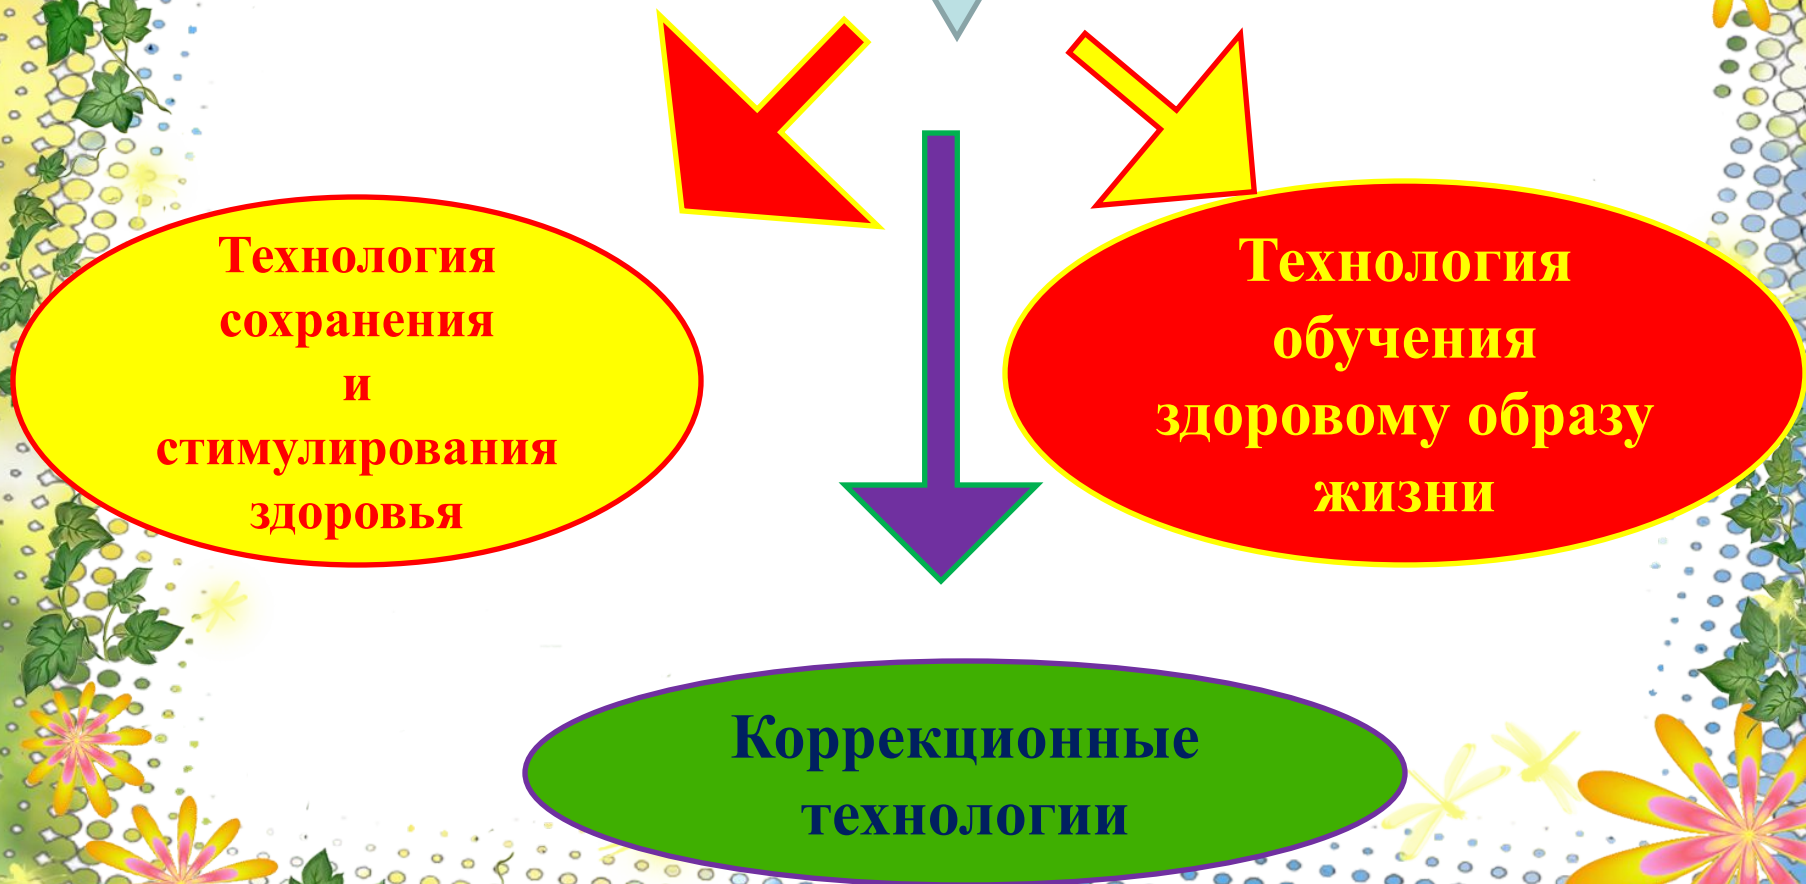 Технология
сохранения
и
стимулирования
здоровья
Технология
обучения
здоровому образу
жизни
Коррекционные
технологии